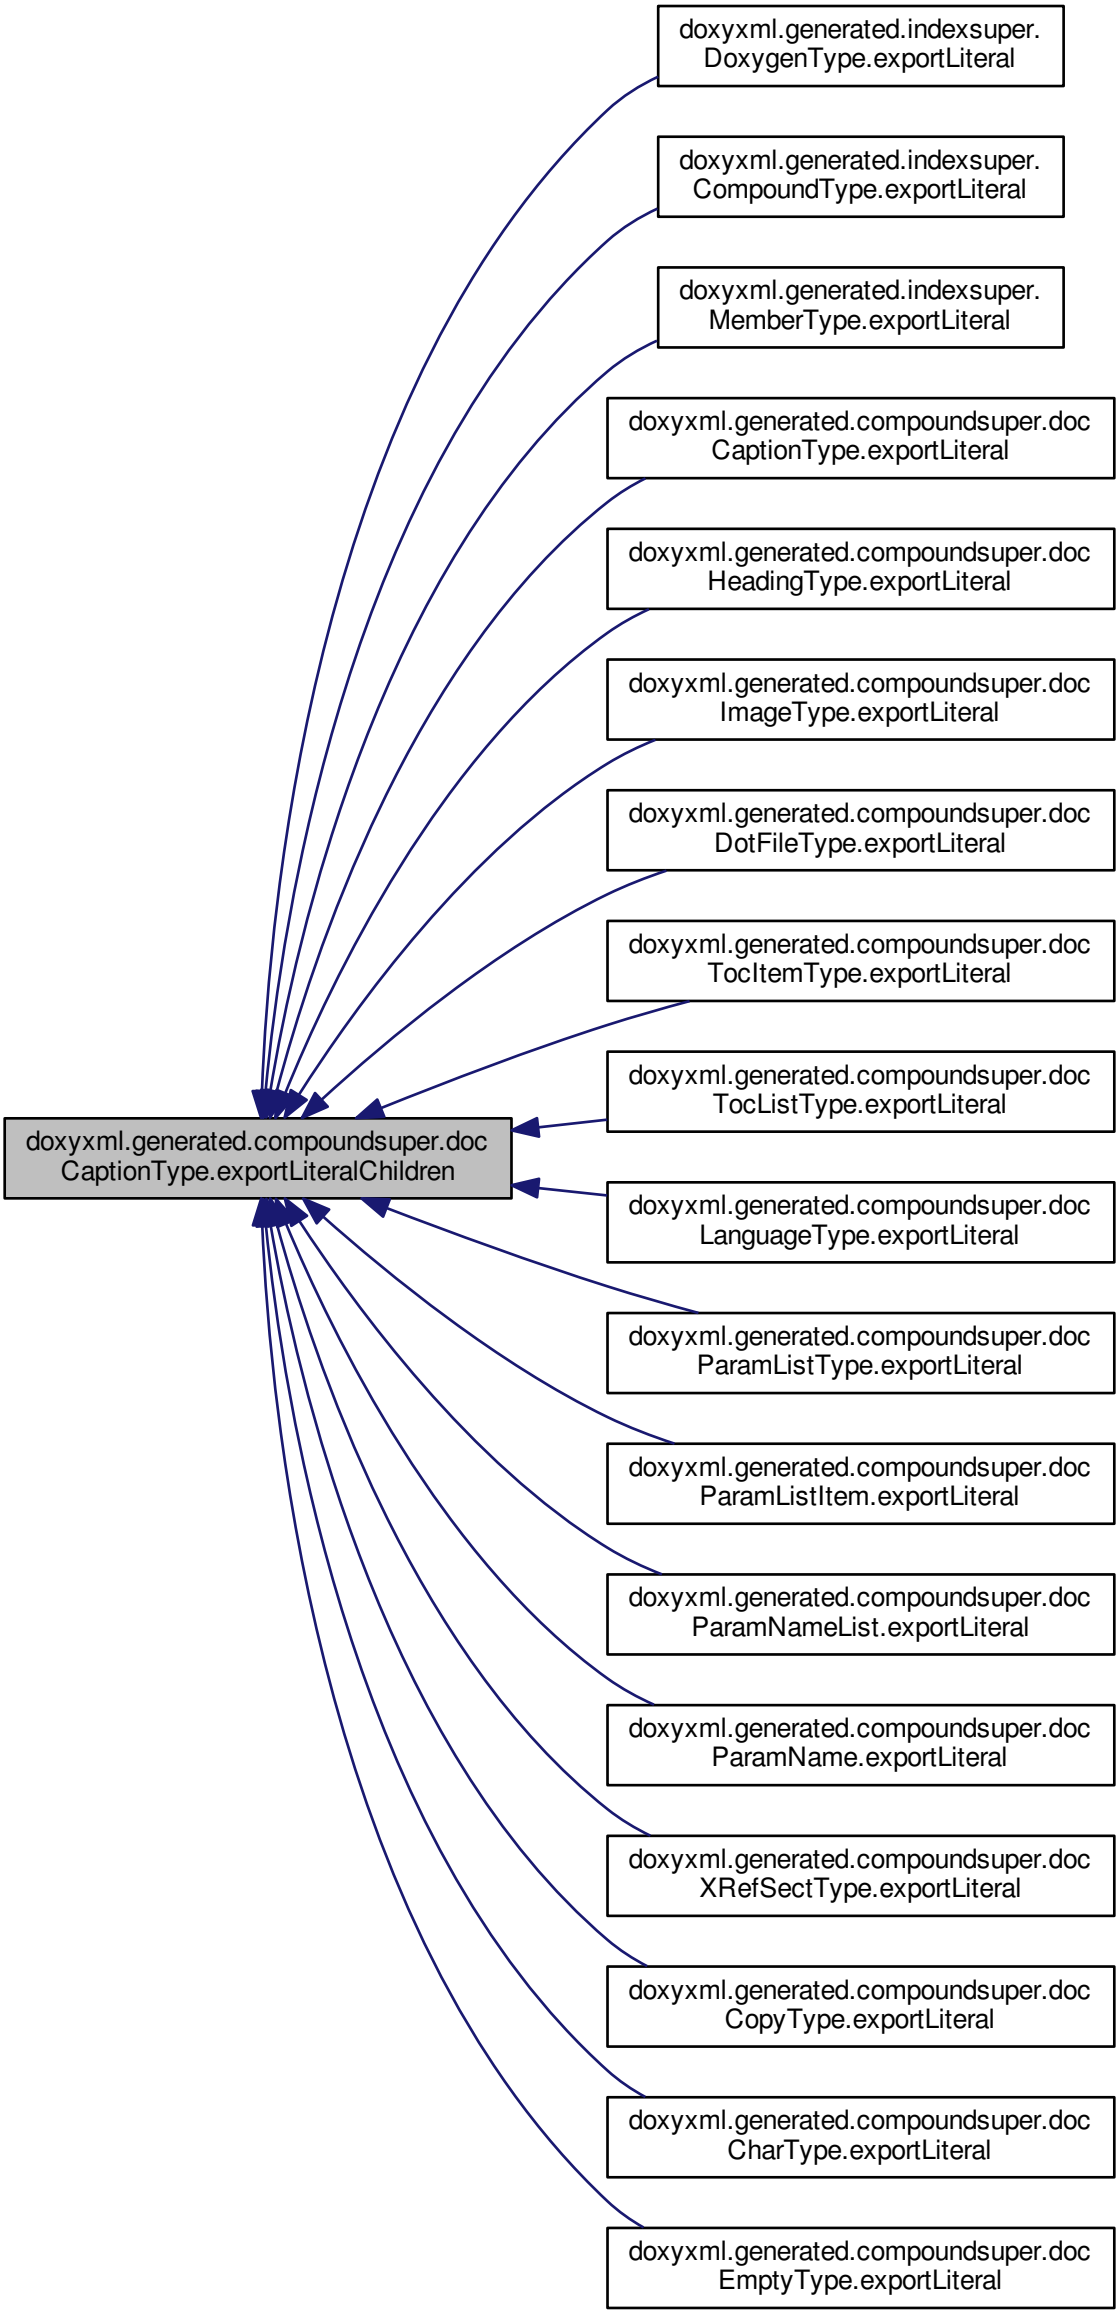 doxyxml.generated.indexsuper.
DoxygenType.exportLiteral
doxyxml.generated.indexsuper.
CompoundType.exportLiteral
doxyxml.generated.indexsuper.
MemberType.exportLiteral
doxyxml.generated.compoundsuper.doc
CaptionType.exportLiteral
doxyxml.generated.compoundsuper.doc
HeadingType.exportLiteral
doxyxml.generated.compoundsuper.doc
ImageType.exportLiteral
doxyxml.generated.compoundsuper.doc
DotFileType.exportLiteral
doxyxml.generated.compoundsuper.doc
TocItemType.exportLiteral
doxyxml.generated.compoundsuper.doc
TocListType.exportLiteral
doxyxml.generated.compoundsuper.doc
CaptionType.exportLiteralChildren
doxyxml.generated.compoundsuper.doc
LanguageType.exportLiteral
doxyxml.generated.compoundsuper.doc
ParamListType.exportLiteral
doxyxml.generated.compoundsuper.doc
ParamListItem.exportLiteral
doxyxml.generated.compoundsuper.doc
ParamNameList.exportLiteral
doxyxml.generated.compoundsuper.doc
ParamName.exportLiteral
doxyxml.generated.compoundsuper.doc
XRefSectType.exportLiteral
doxyxml.generated.compoundsuper.doc
CopyType.exportLiteral
doxyxml.generated.compoundsuper.doc
CharType.exportLiteral
doxyxml.generated.compoundsuper.doc
EmptyType.exportLiteral